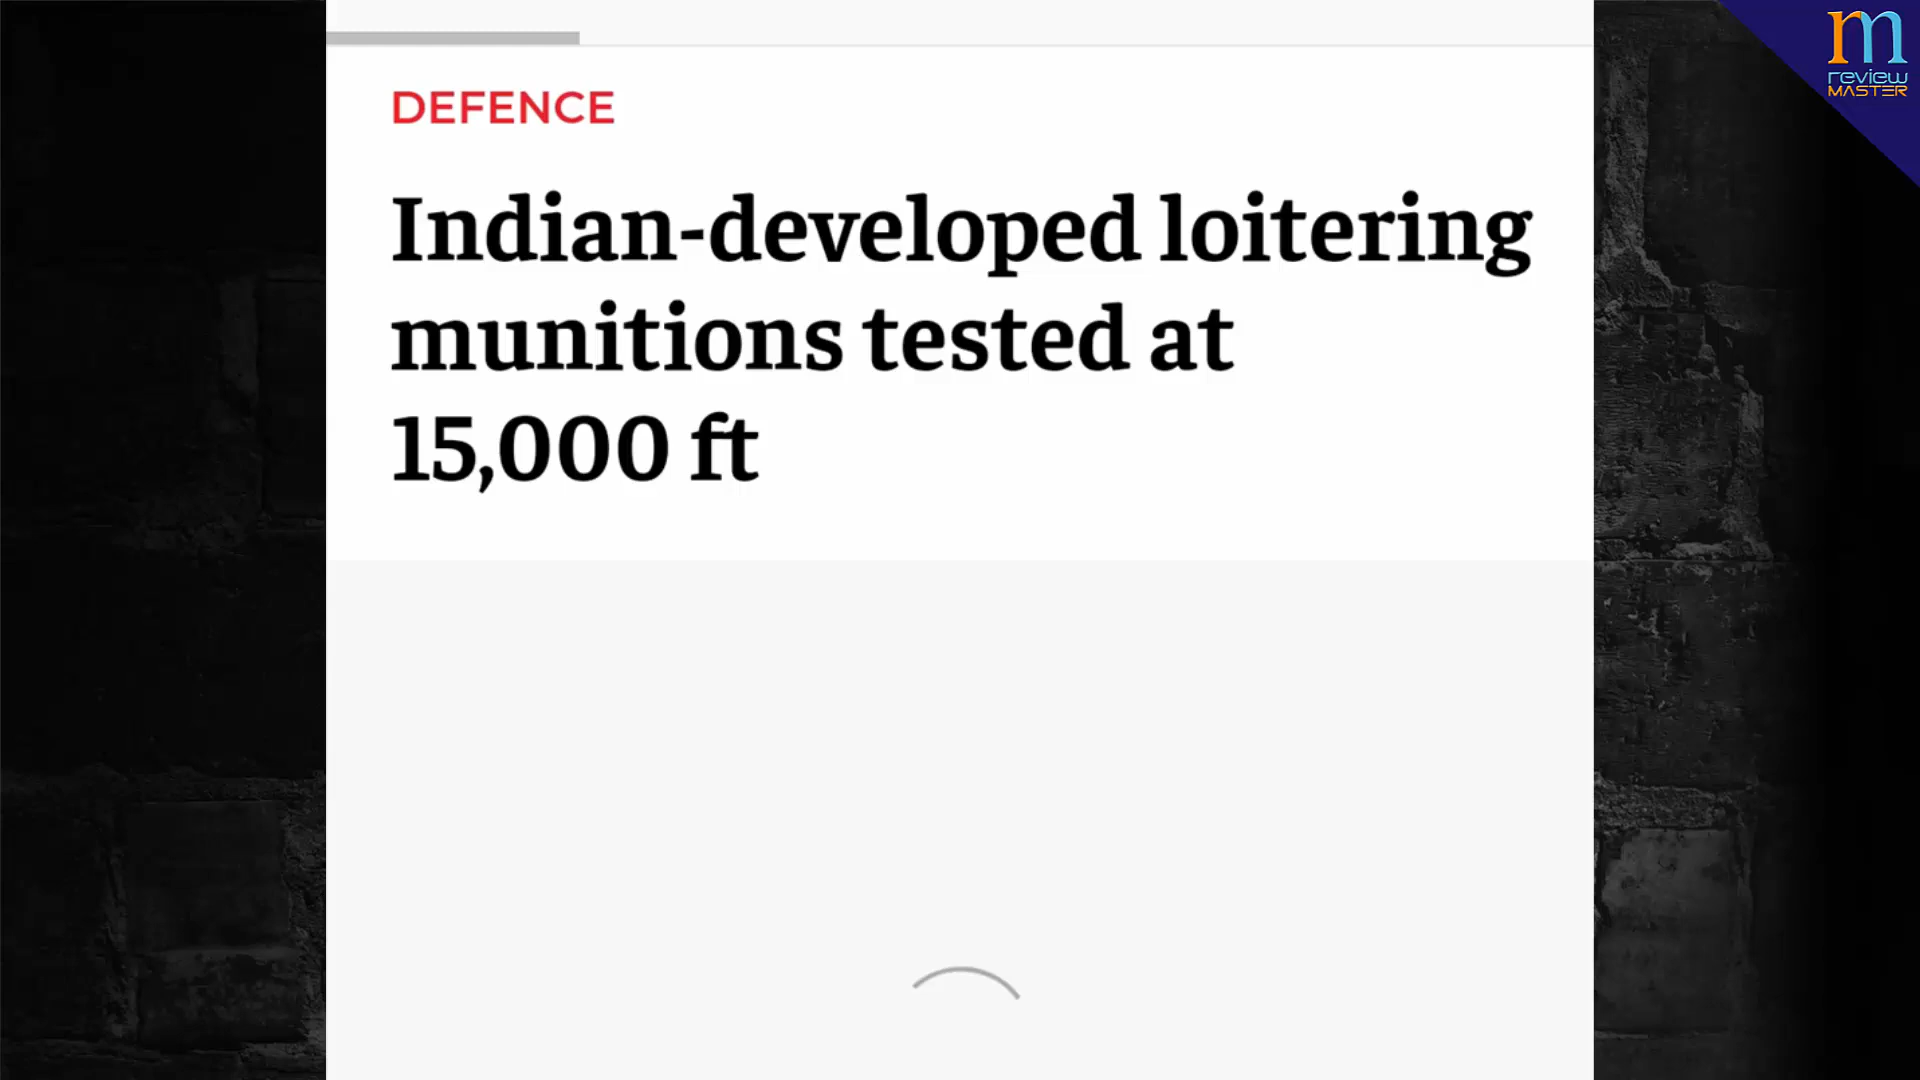 DEFENCE
Indian-developed loitering
munitions tested at
15,000 ft
m
review
MASTER